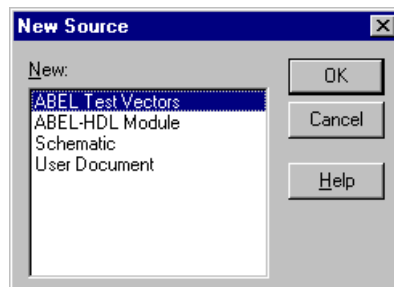 New Source
New:
ABEL Test Vectors
ABEL-HDL Module
Schematic
User Document
OK
Cancel
Help